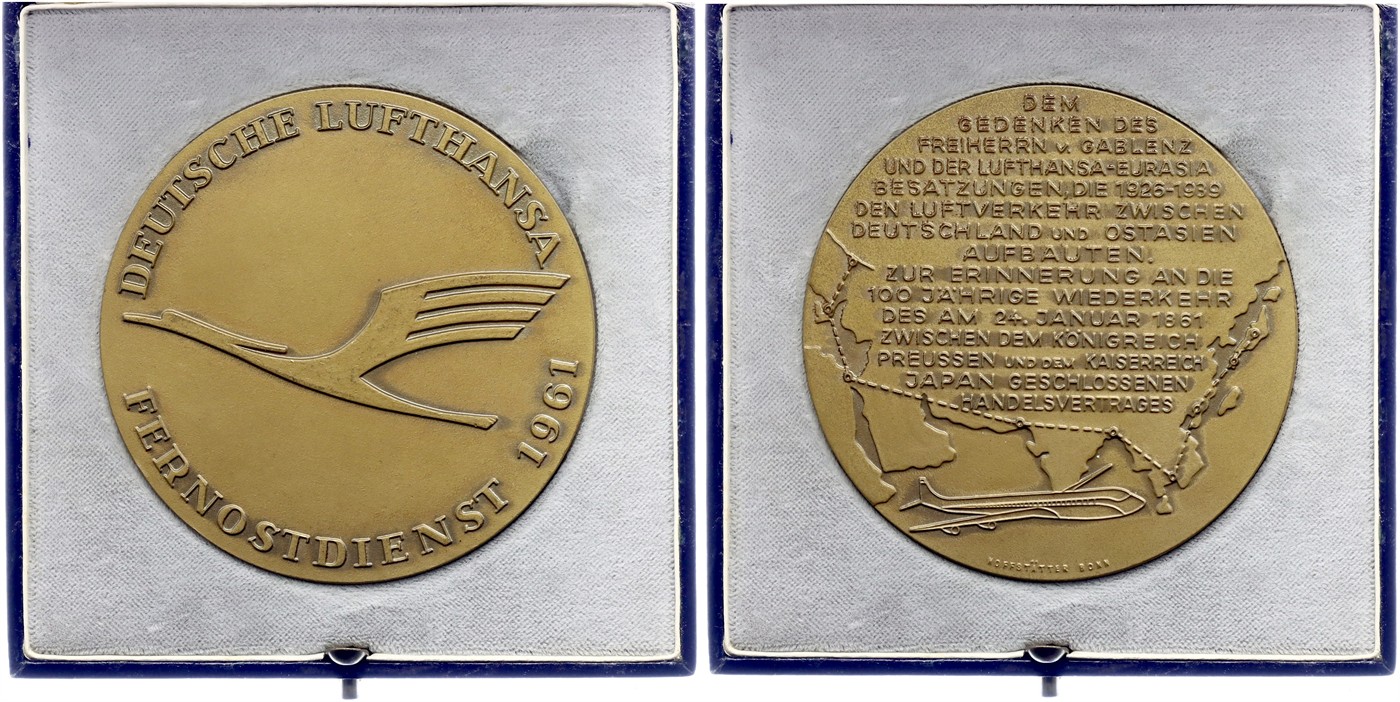 DEUTSCHE LUFTHANSA
FERNOSTDIENST 1961
DEM
GEDENKEN DES
FREIHERRN v. GABLENZ
UND DER LUFTHANSA-EURASIA
BESATZUNGEN, DIE 1926-1939
DEN LUFTVERKEHR ZWISCHEN
DEUTSCHLAND UND OSTASIEN
AUFBAUTEN.
ZUR ERINNERUNG AN DIE
100 JÄHRIGE WIEDERKEHR
DES AM 24. JANUAR 1861
ZWISCHEN DEM KÖNIGREICH
PREUSSEN UND DEM KAISERREICH
JAPAN GESCHLOSSENEN
HANDELSVERTRAGES
HOFFSTÄTTER BONN